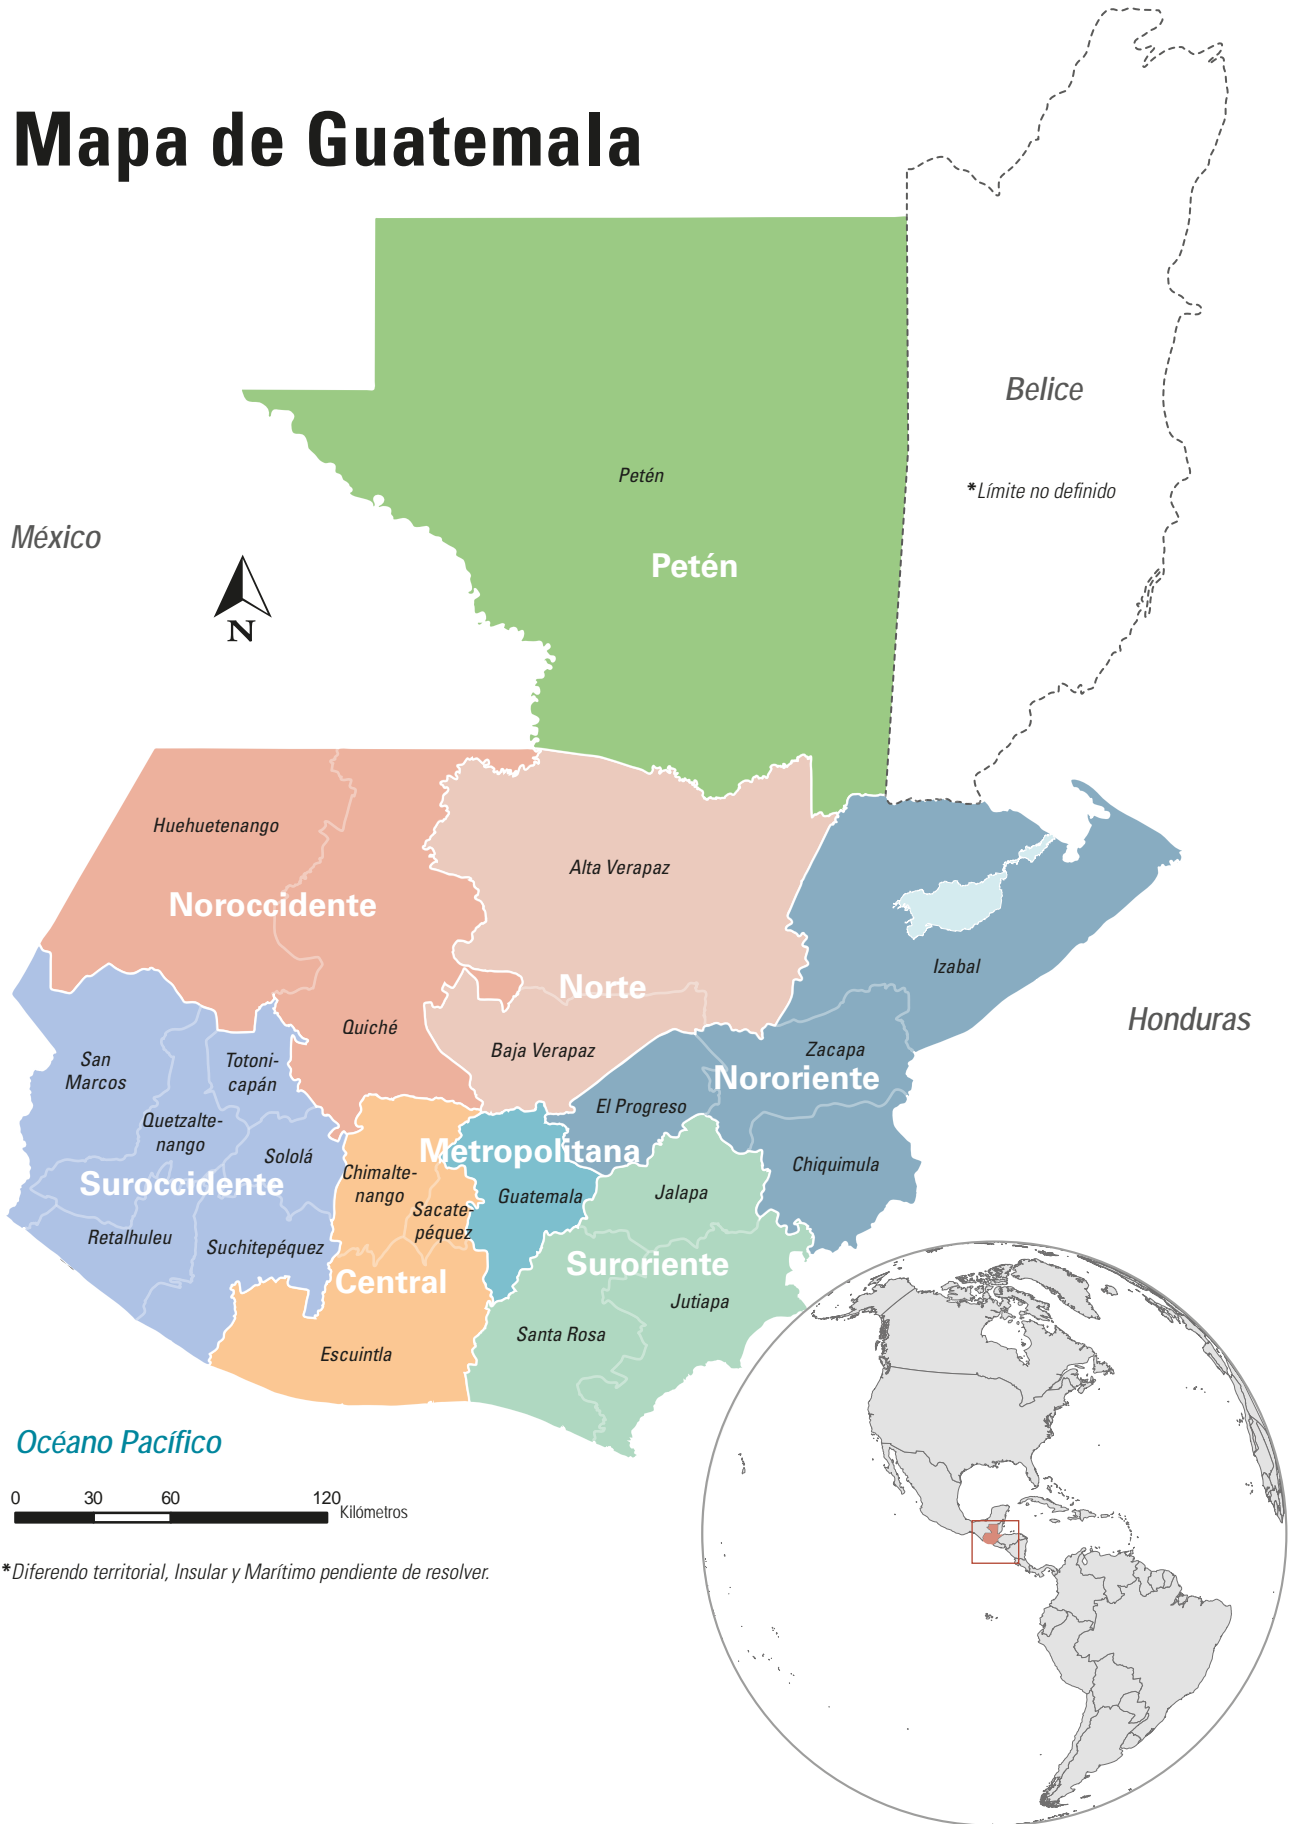 Mapa de Guatemala
Belice
Petén
*Límite no definido
México
Petén
N
Huehuetenango
Alta Verapaz
Noroccidente
Izabal
Norte
Honduras
Quiché
Baja Verapaz
Zacapa
San
Marcos
Totoni-
capán
Nororiente
El Progreso
Quetzalte-
nango
Metropolitana
Sololá
Chimalte-
nango
Chiquimula
Suroccidente
Guatemala
Jalapa
Sacate-
péquez
Retalhuleu
Suchitepéquez
Suroriente
Central
Jutiapa
Santa Rosa
Escuintla
Océano Pacífico
0 30 60 120
Kilómetros
*Diferendo territorial, Insular y Marítimo pendiente de resolver.